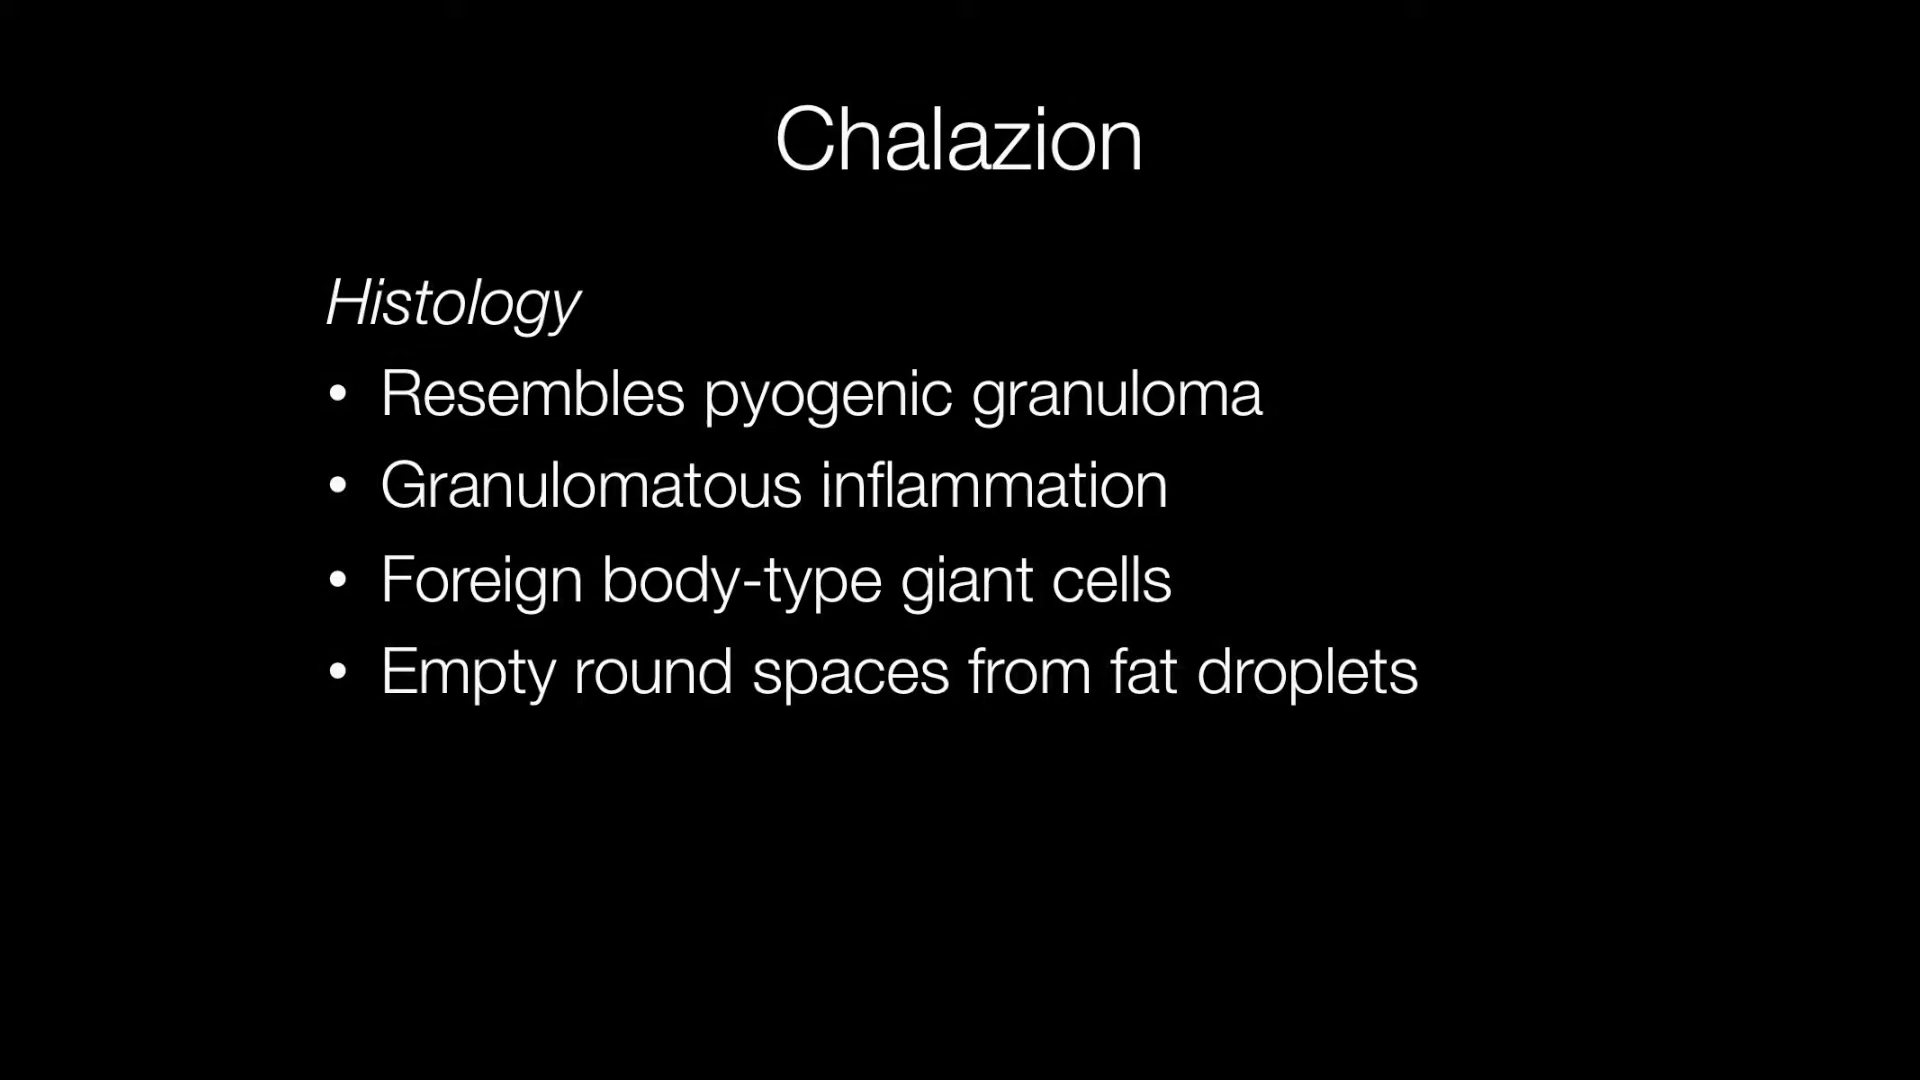 Chalazion
Histology
• Resembles pyogenic granuloma
• Granulomatous inflammation
• Foreign body-type giant cells
• Empty round spaces from fat droplets